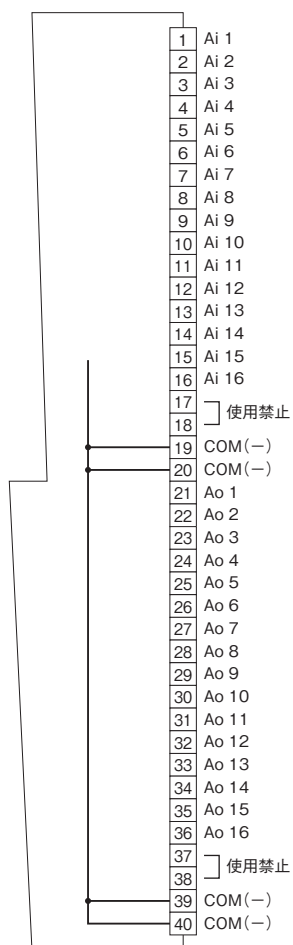 1 Ai 1
2 Ai 2
3 Ai 3
4 Ai 4
5 Ai 5
6 Ai 6
7 Ai 7
8 Ai 8
9 Ai 9
10 Ai 10
11 Ai 11
12 Ai 12
13 Ai 13
14 Ai 14
15 Ai 15
16 Ai 16
17
使用禁止
18
19 COM(−)
20 COM(−)
21 Ao 1
22 Ao 2
23 Ao 3
24 Ao 4
25 Ao 5
26 Ao 6
27 Ao 7
28 Ao 8
29 Ao 9
30 Ao 10
31 Ao 11
32 Ao 12
33 Ao 13
34 Ao 14
35 Ao 15
36 Ao 16
37
使用禁止
38
39 COM(−)
40 COM(−)